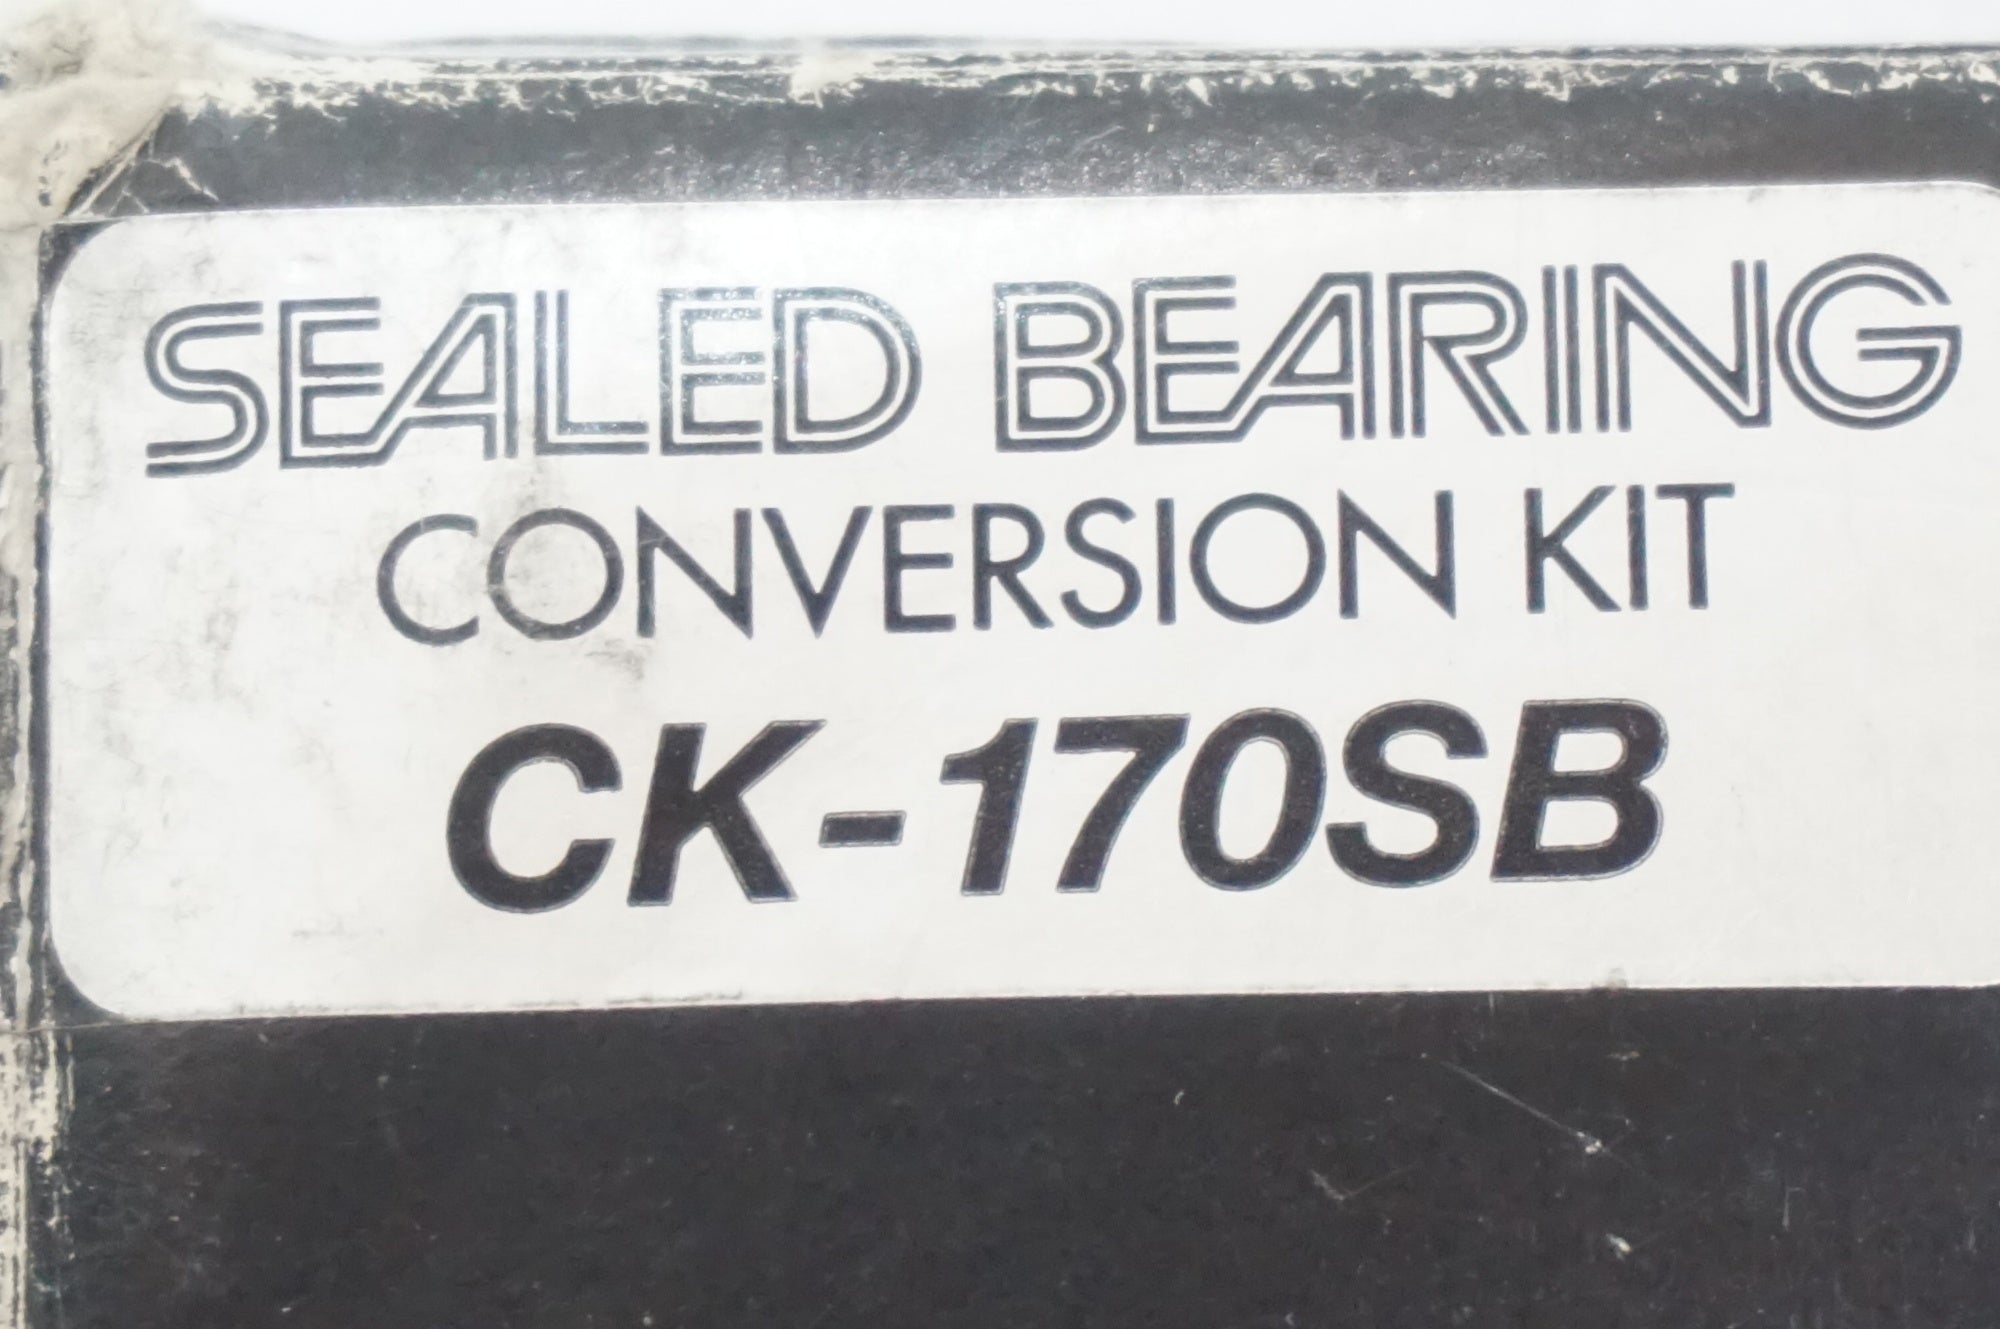 SEALED BEARING
CONVERSION KIT
CK-170SB